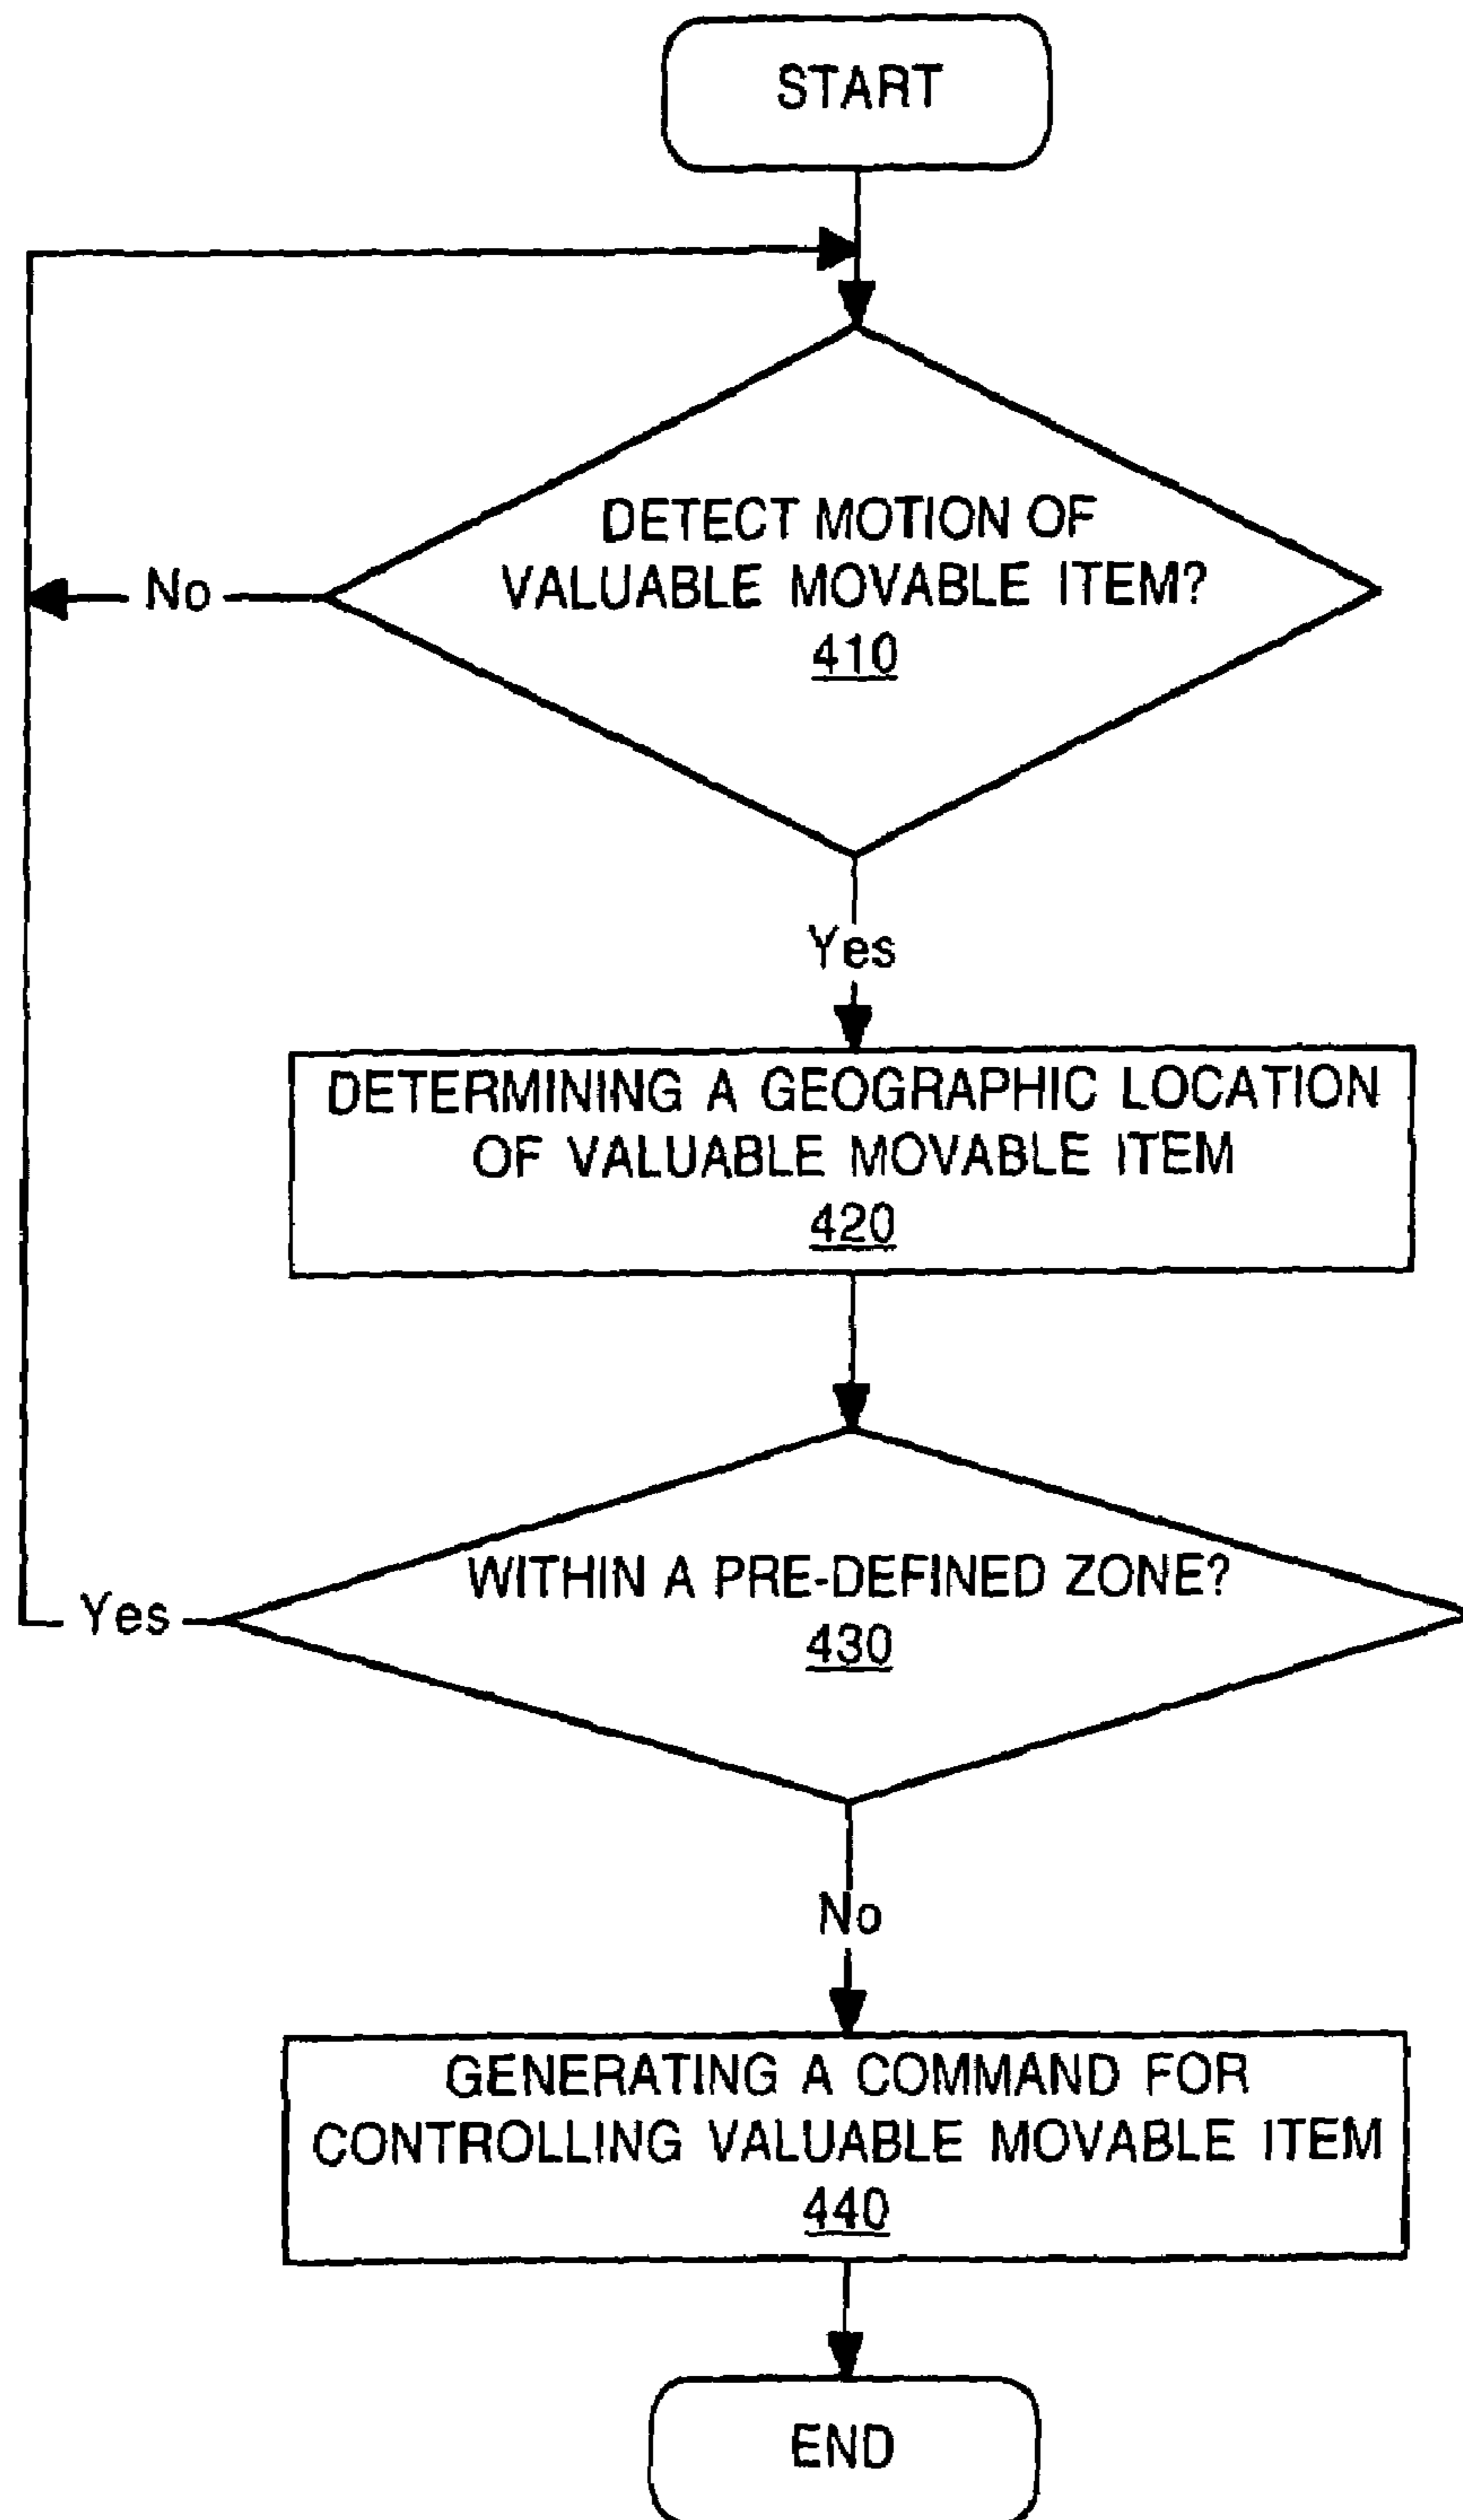 START
DETECT MOTION OF
VALUABLE MOVABLE ITEM?
410
No
Yes
DETERMINING A GEOGRAPHIC LOCATION
OF VALUABLE MOVABLE ITEM
420
WITHIN A PRE-DEFINED ZONE?
430
Yes
No
GENERATING A COMMAND FOR
CONTROLLING VALUABLE MOVABLE ITEM
440
END